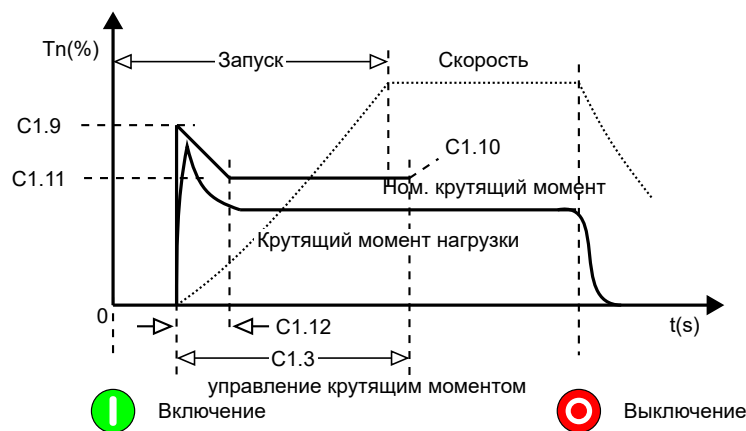 Tn(%)
Запуск
Скорость
C1.9
C1.10
C1.11
Ном. крутящий момент
Крутящий момент нагрузки
0
C1.12
t(s)
C1.3
управление крутящим моментом
Включение
Выключение